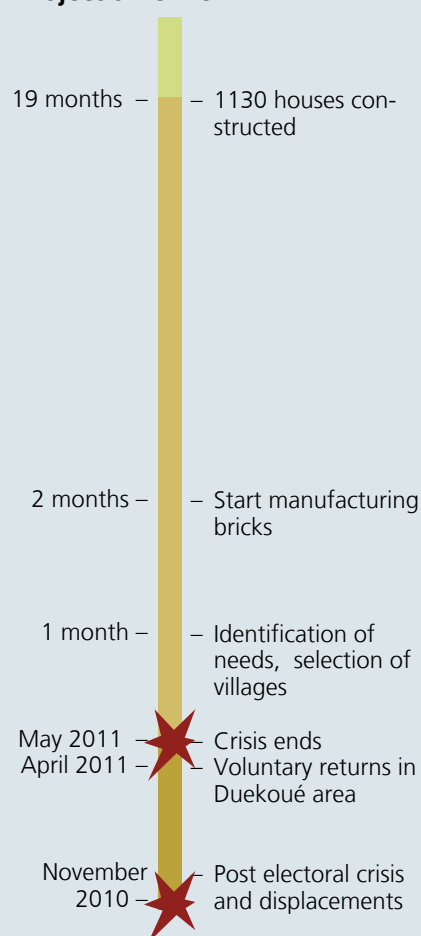 19 months – – 1130 houses con-
structed
2 months – – Start manufacturing
bricks
1 month – – Identification of
needs, selection of
villages
May 2011 – – Crisis ends
April 2011 – – Voluntary returns in
Duekoué area
November – Post electoral crisis
2010 – and displacements